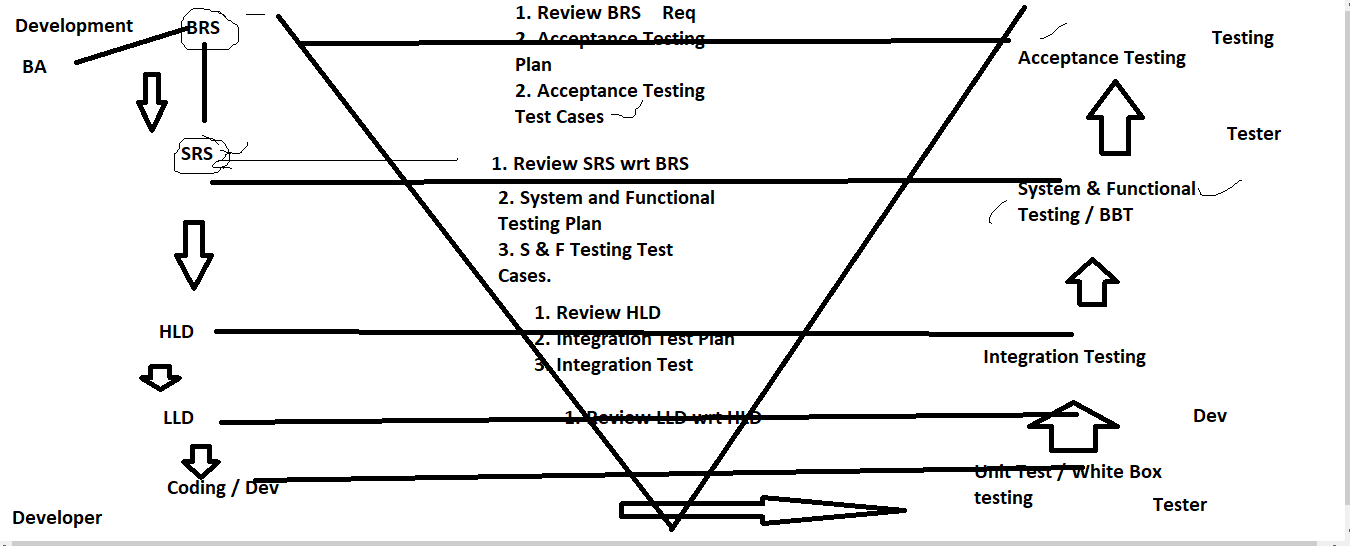 Development
BRS
BA
SRS
HLD
LLD
Coding / Dev
Developer
1. Review BRS Req
2. Acceptance Testing
Plan
2. Acceptance Testing
Test Cases
1. Review SRS wrt BRS
2. System and Functional
Testing Plan
3. S & F Testing Test
Cases.
1. Review HLD
2. Integration Test Plan
3. Integration Test
1. Review LLD wrt HLD
Testing
Acceptance Testing
Tester
System & Functional
Testing / BBT
Integration Testing
Dev
Unit Test / White Box
testing
Tester